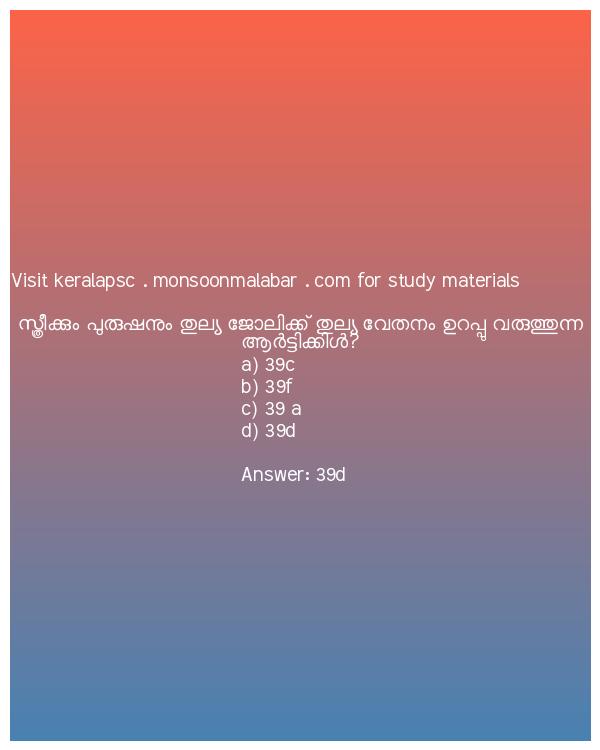 Visit keralapsc . monsoonmalabar . com for study materials
സ്ത്രീക്കും പുരുഷനും തുല്യ ജോലിക്ക് തുല്യ വേതനം ഉറപ്പു വരുത്തുന്ന
ആർട്ടിക്കിൾ?
a) 39c
b) 39f
c) 39 a
d) 39d
Answer: 39d